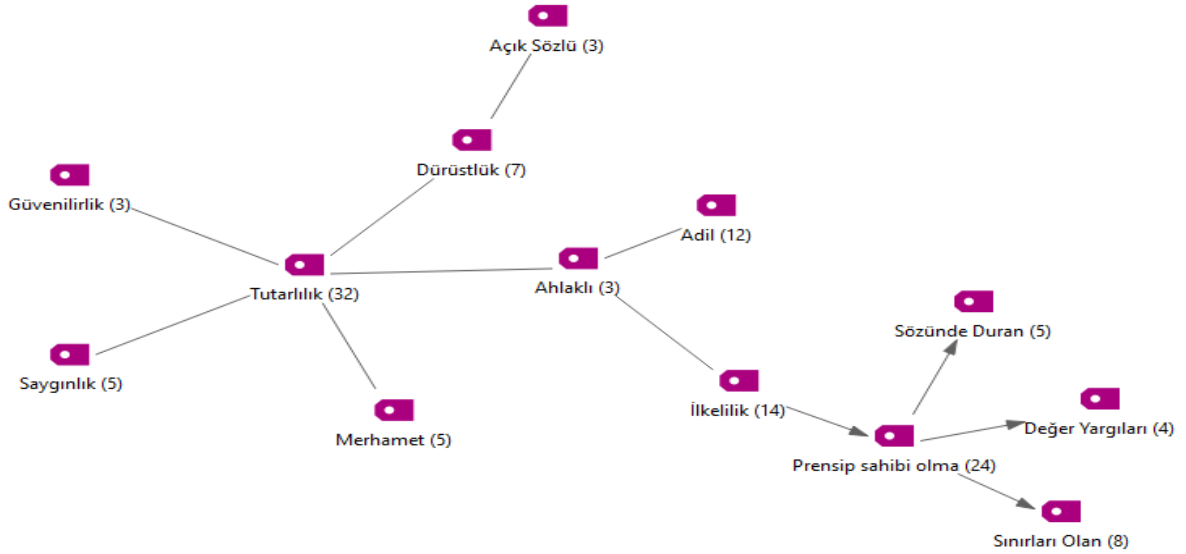 Açık Sözlü (3)
Dürüstlük (7)
Güvenilirlik (3)
Adil (12)
Tutarlılık (32)
Ahlaklı (3)
Sözünde Duran (5)
Saygınlık (5)
İlkelilik (14)
Merhamet (5)
Değer Yargıları (4)
Prensip sahibi olma (24)
Sınırları Olan (8)